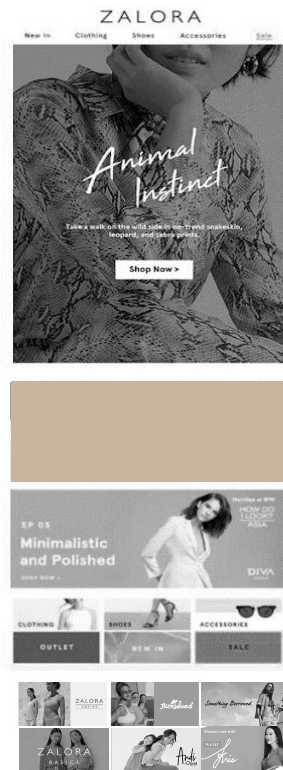 ZALORA
New In Clothing Shoes Accessories Sale
Animal
Instinct
Take a walk on the wild side in on-trend snakeskin,
leopard, and zebra prints.
Shop Now >
EP 05
Minimalistic
and Polished
SHOP NOW >
HOW DO
I LOOK?
ASIA
DIVA
CLOTHING SHOES ACCESSORIES
OUTLET NEW IN SALE
ZALORA
Something Borrowed
ZALORA
BASICS